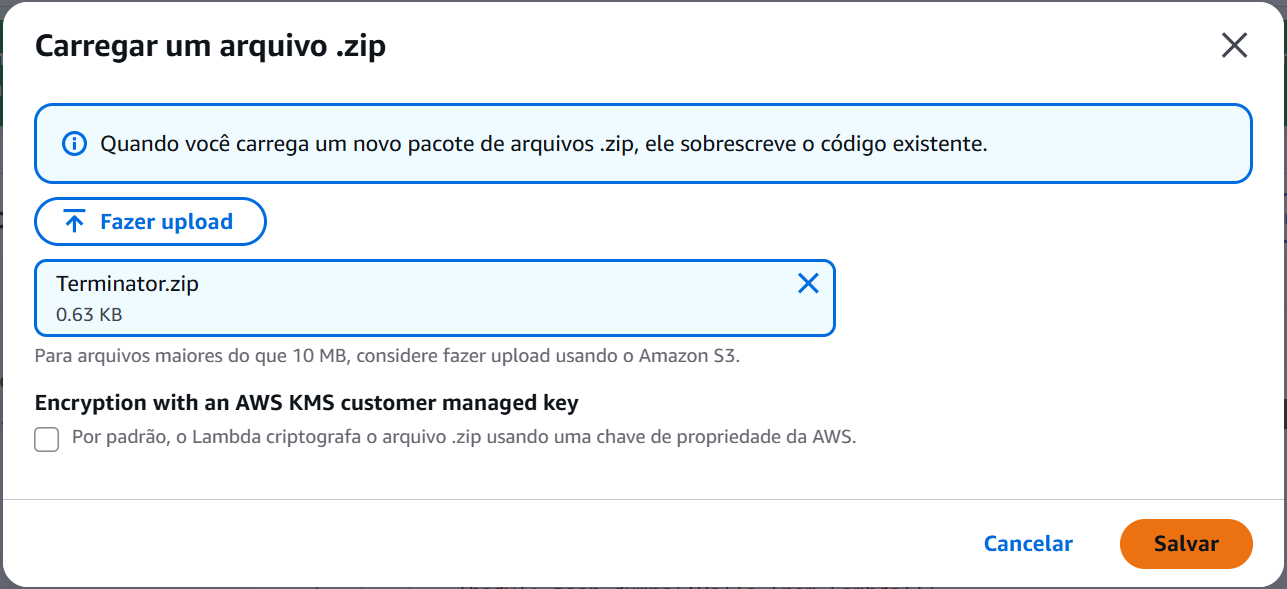 Carregar um arquivo .zip
Quando você carrega um novo pacote de arquivos .zip, ele sobrescreve o código existente.
Fazer upload
Terminator.zip
0.63 KB
Para arquivos maiores do que 10 MB, considere fazer upload usando o Amazon S3.
Encryption with an AWS KMS customer managed key
Por padrão, o Lambda criptografa o arquivo .zip usando uma chave de propriedade da AWS.
Cancelar
Salvar